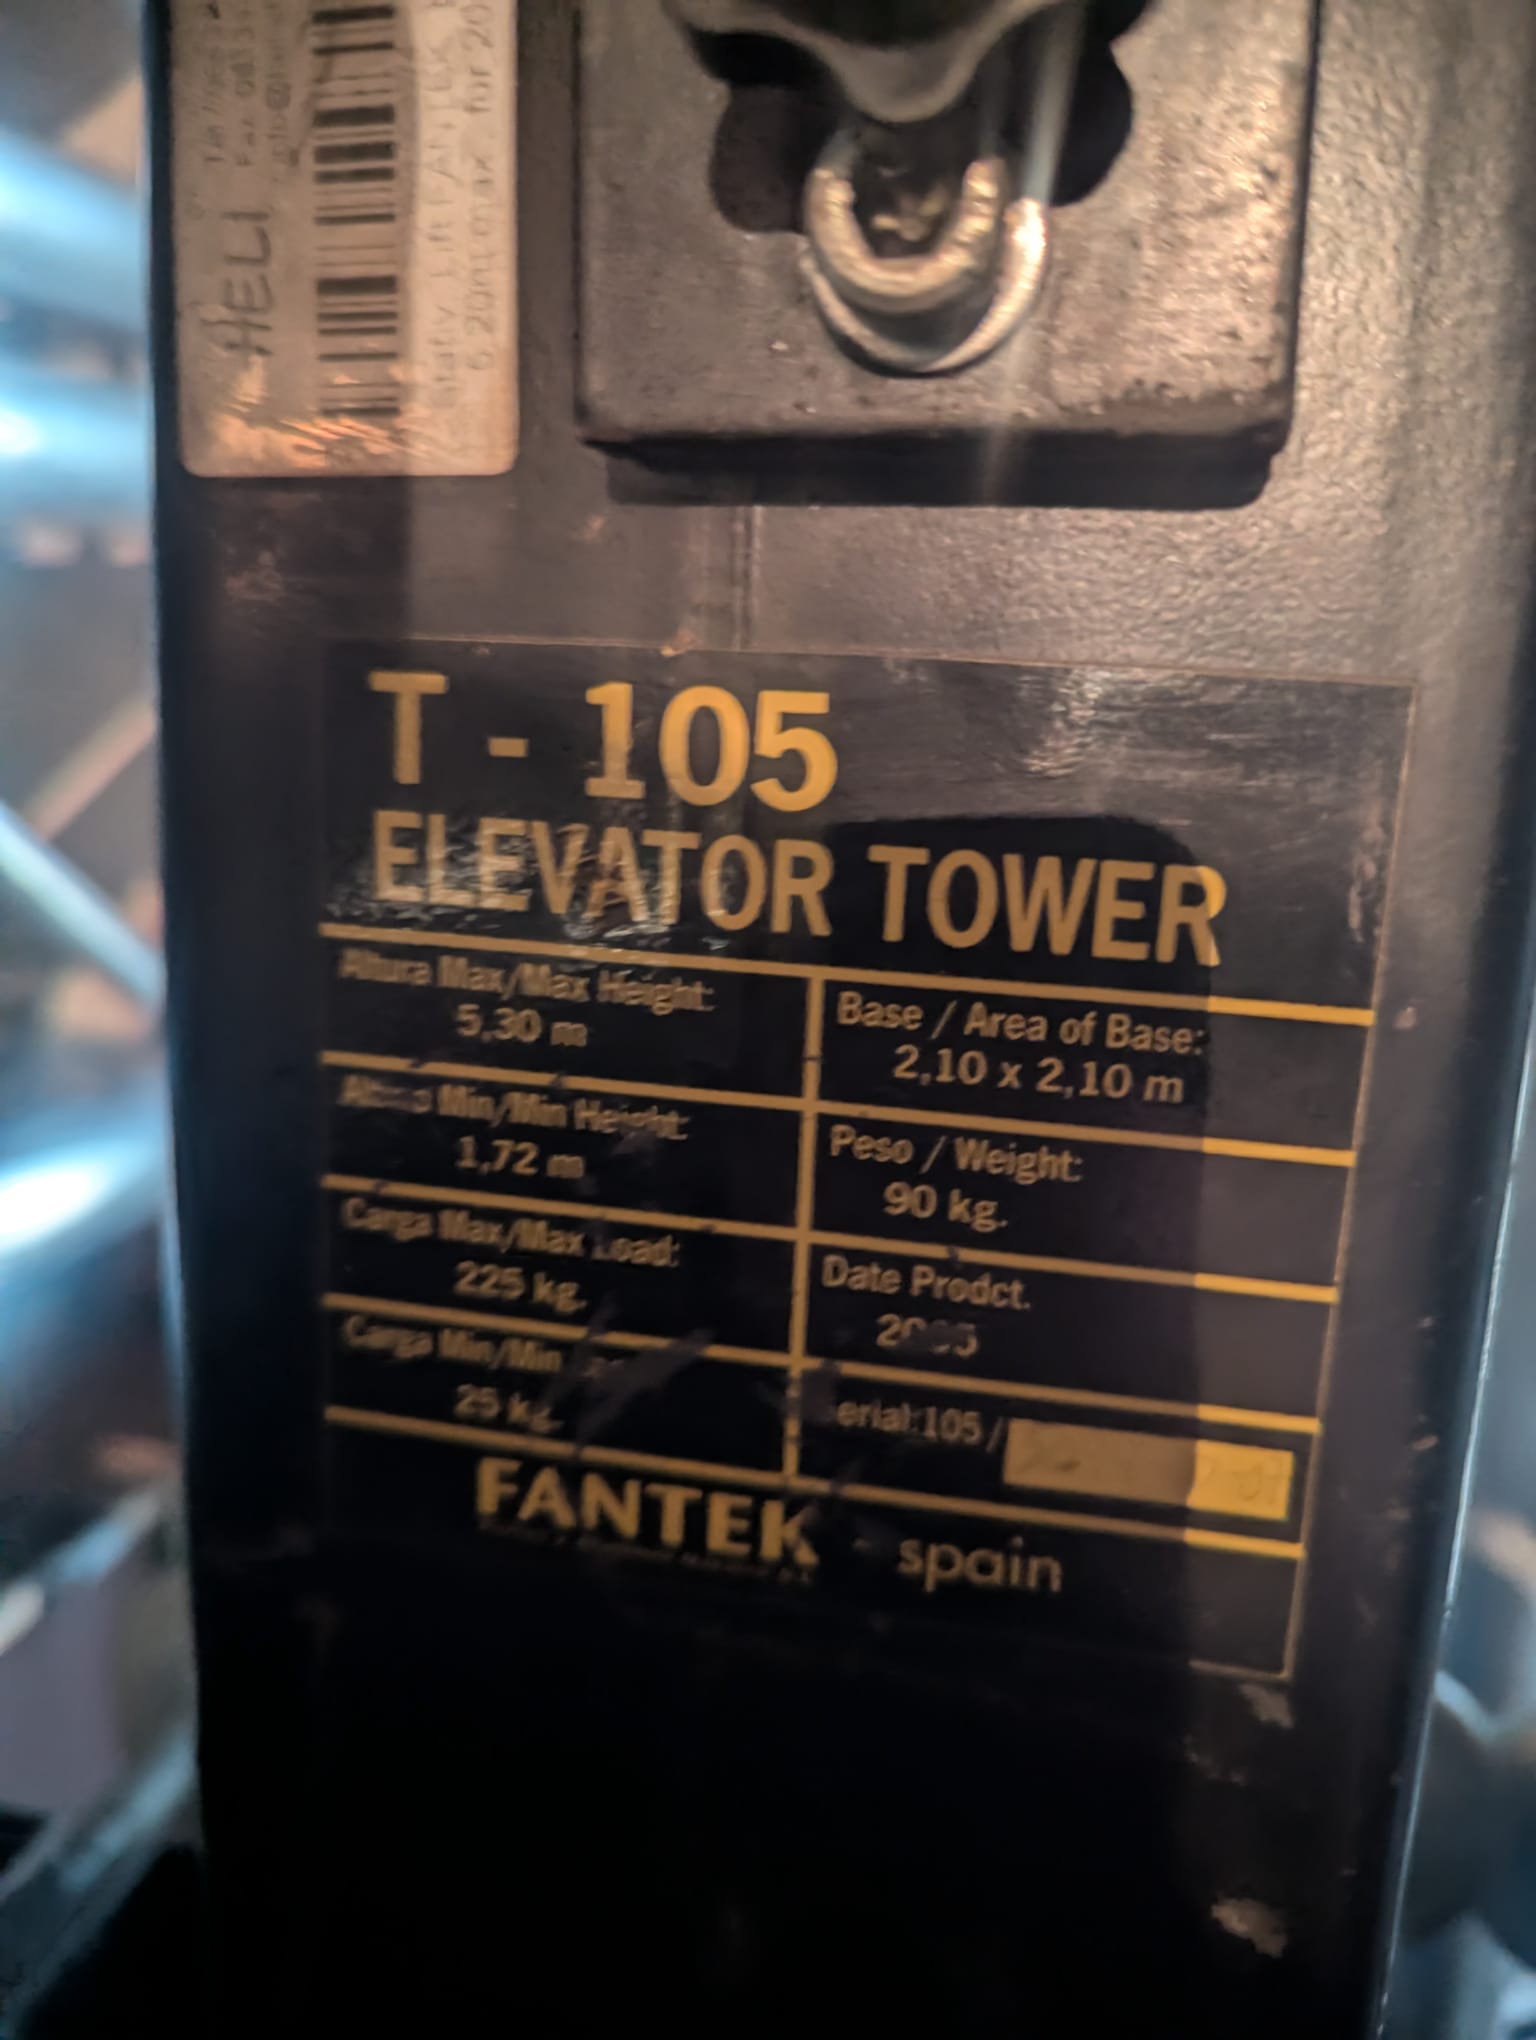 HELI
T - 105
ELEVATOR TOWER
Altura Max/Max Height:
5,30 m
Base / Area of Base:
2,10 x 2,10 m
Min/Min Height:
1,72 m
Peso / Weight:
90 kg.
Carga Max/Max Load:
225 kg.
Date Prodct.
Carga Min/Min
25 kg.
erial:105 /
FANTEK - spain